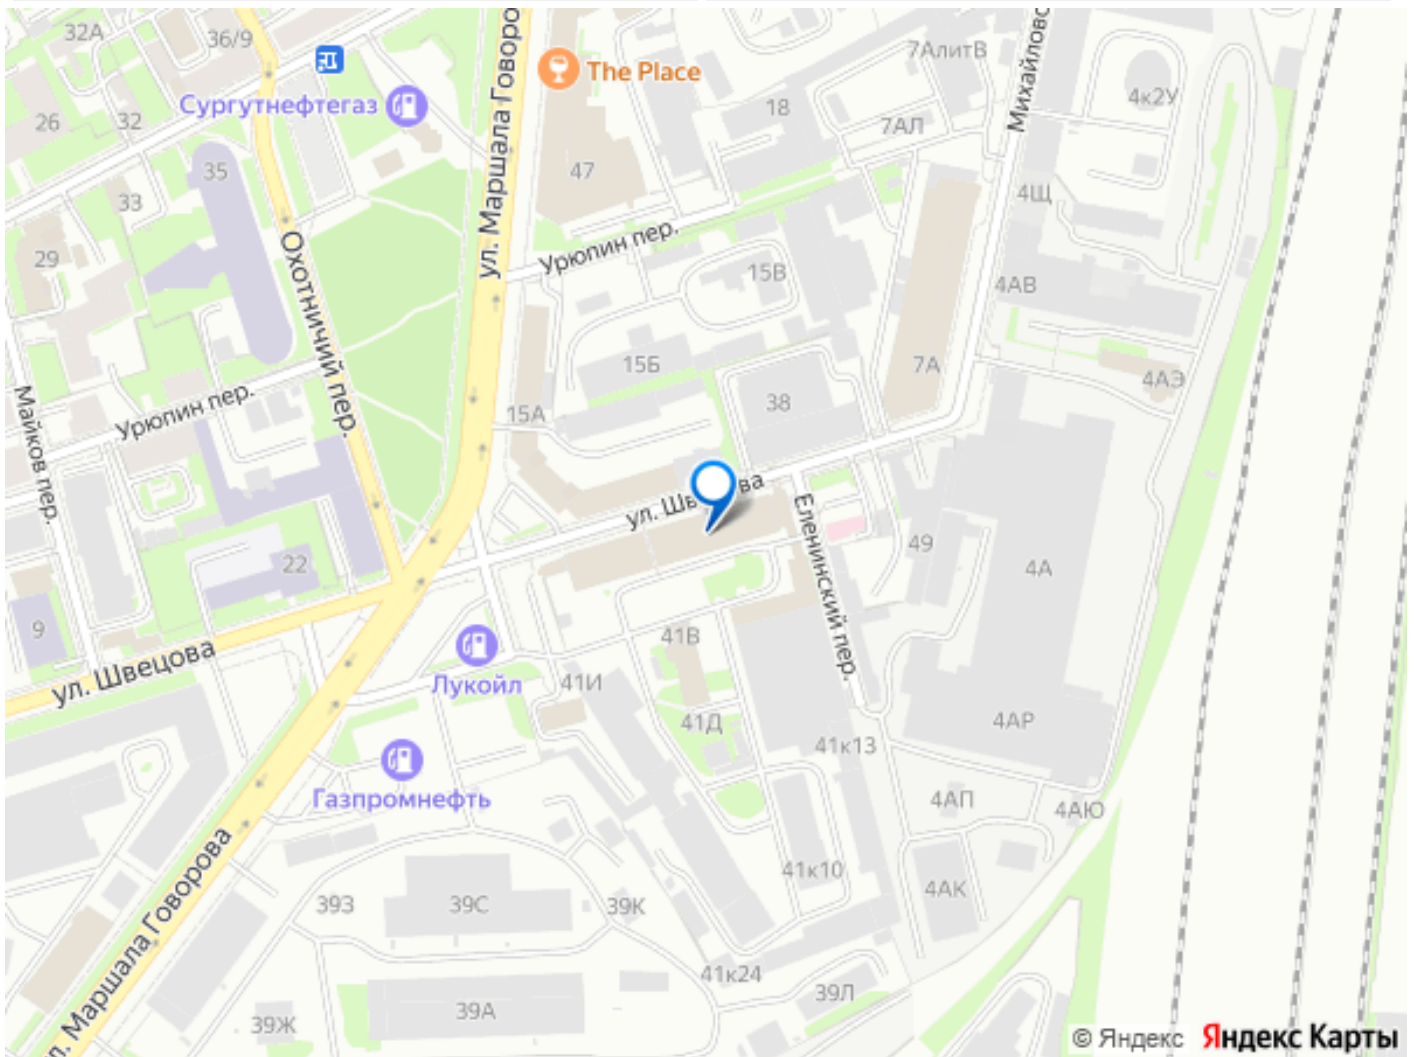 32А
36/9
ул. Маршала Говоро
The Place
7АлитВ
Михайловс
Сургутнефтегаз
26
32
18
4к2У
7АЛ
35
47
33
4Щ
29
Охотничий пер.
Урюпин пер.
15В
4АВ
15Б
7А
4АЭ
Майков пер.
Урюпин пер.
15А
38
ул. Шв
ва
Еленинский пер.
49
22
4А
9
ул. Швецова
41В
Лукойл
41И
41Д
4АР
41к13
Газпромнефть
4АП
4АЮ
л. Маршала Говорова
41к10
4АК
39З
39С
39К
41к24
39Л
39А
39Ж
© Яндекс Яндекс Карты